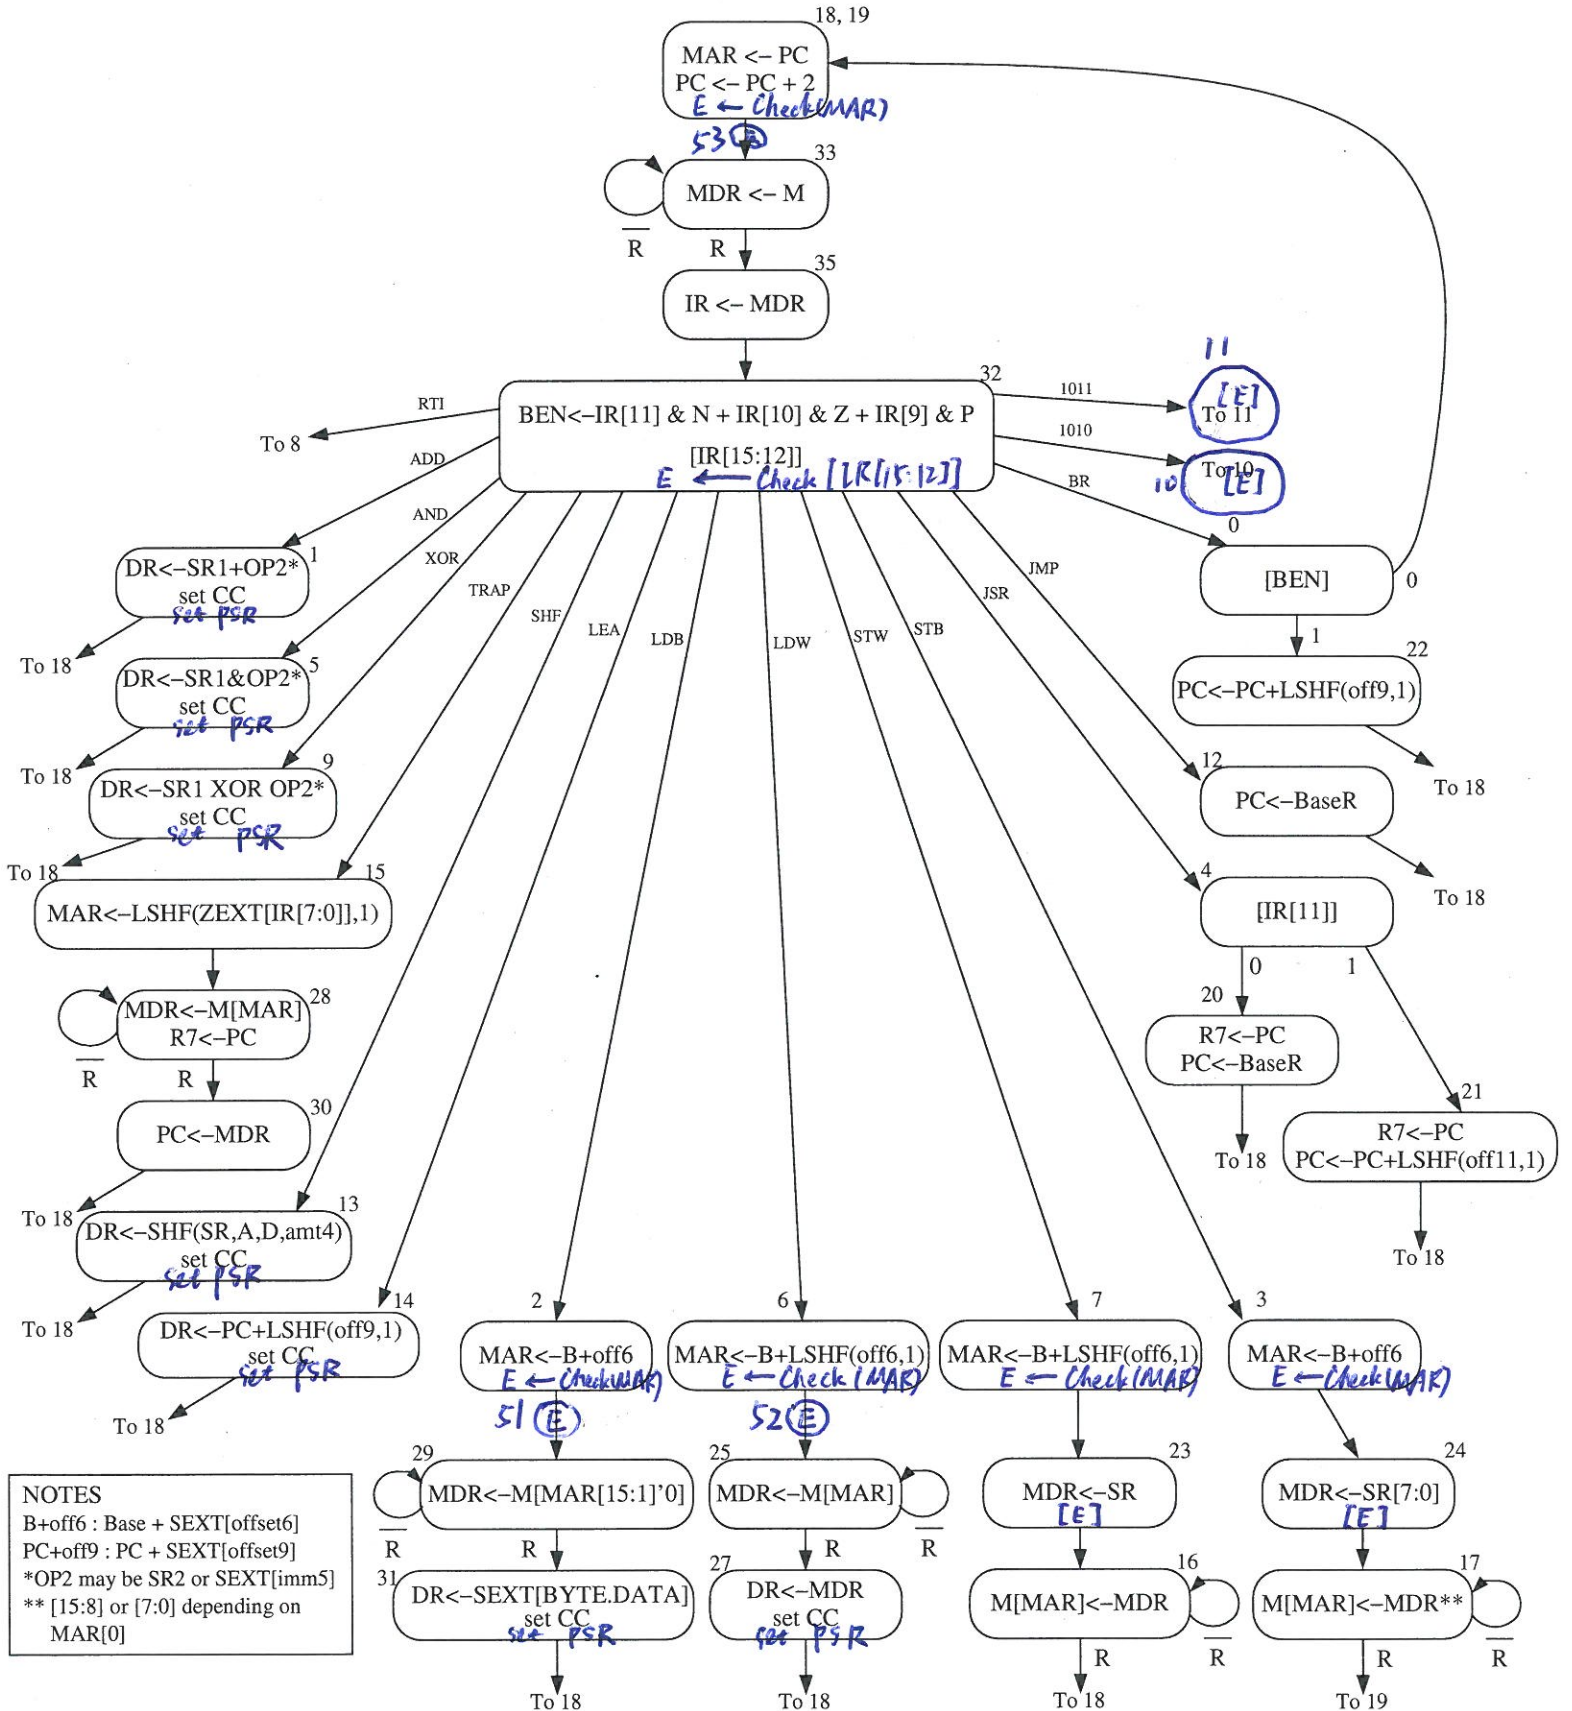 18, 19
MAR <– PC
PC <– PC + 2
E ← Check(MAR)
53 E
33
MDR <– M
R
R
35
IR <– MDR
32
BEN<–IR[11] & N + IR[10] & Z + IR[9] & P
[IR[15:12]]
E ← Check [IR[15:12]]
RTI
To 8
ADD
AND
XOR
TRAP
SHF
LEA
LDB
LDW
STW
STB
JSR
JMP
BR
1010
1011
11
[E]
To 11
To 10
10 [E]
0
[BEN]
0
1
22
PC<–PC+LSHF(off9,1)
To 18
12
PC<–BaseR
To 18
4
[IR[11]]
0
1
20
R7<–PC
PC<–BaseR
To 18
21
R7<–PC
PC<–PC+LSHF(off11,1)
To 18
1
DR<–SR1+OP2*
set CC
set PSR
To 18
5
DR<–SR1&OP2*
set CC
set PSR
To 18
9
DR<–SR1 XOR OP2*
set CC
set PSR
To 18
15
MAR<–LSHF(ZEXT[IR[7:0]],1)
28
MDR<–M[MAR]
R7<–PC
R
R
30
PC<–MDR
To 18
13
DR<–SHF(SR,A,D,amt4)
set CC
set PSR
To 18
14
DR<–PC+LSHF(off9,1)
set CC
set PSR
To 18
2
MAR<–B+off6
E ← Check(MAR)
51 E
29
MDR<–M[MAR[15:1]'0]
R
R
31
DR<–SEXT[BYTE.DATA]
set CC
set PSR
To 18
6
MAR<–B+LSHF(off6,1)
E ← Check (MAR)
52 E
25
MDR<–M[MAR]
R
R
27
DR<–MDR
set CC
set PSR
To 18
7
MAR<–B+LSHF(off6,1)
E ← Check(MAR)
23
MDR<–SR
[E]
16
M[MAR]<–MDR
R
R
To 18
3
MAR<–B+off6
E ← Check(MAR)
24
MDR<–SR[7:0]
[E]
17
M[MAR]<–MDR**
R
R
To 19
NOTES
B+off6 : Base + SEXT[offset6]
PC+off9 : PC + SEXT[offset9]
*OP2 may be SR2 or SEXT[imm5]
** [15:8] or [7:0] depending on
MAR[0]